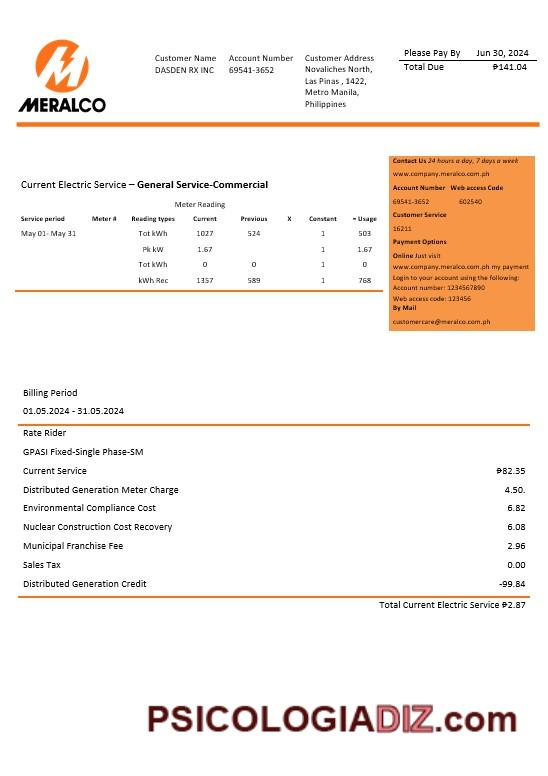 MERALCO
Customer Name Account Number Customer Address
DASDEN RX INC 69541-3652 Novaliches North,
Las Pinas , 1422,
Metro Manila,
Philippines
Please Pay By Jun 30, 2024
Total Due ₱141.04
Current Electric Service – General Service-Commercial
Meter Reading
Service period Meter # Reading types Current Previous X Constant = Usage
May 01- May 31 Tot kWh 1027 524 1 503
Pk kW 1.67 1 1.67
Tot kWh 0 0 1 0
kWh Rec 1357 589 1 768
Contact Us 24 hours a day, 7 days a week
www.company.meralco.com.ph
Account Number Web access Code
69541-3652 602540
Customer Service
16211
Payment Options
Online Just visit
www.company.meralco.com.ph my payment
Login to your account using the following:
Account number: 1234567890
Web access code: 123456
By Mail
customercare@meralco.com.ph
Billing Period
01.05.2024 - 31.05.2024
Rate Rider
GPASI Fixed-Single Phase-SM
Current Service ₱82.35
Distributed Generation Meter Charge 4.50.
Environmental Compliance Cost 6.82
Nuclear Construction Cost Recovery 6.08
Municipal Franchise Fee 2.96
Sales Tax 0.00
Distributed Generation Credit -99.84
Total Current Electric Service ₱2.87
PSICOLOGIADIZ.com